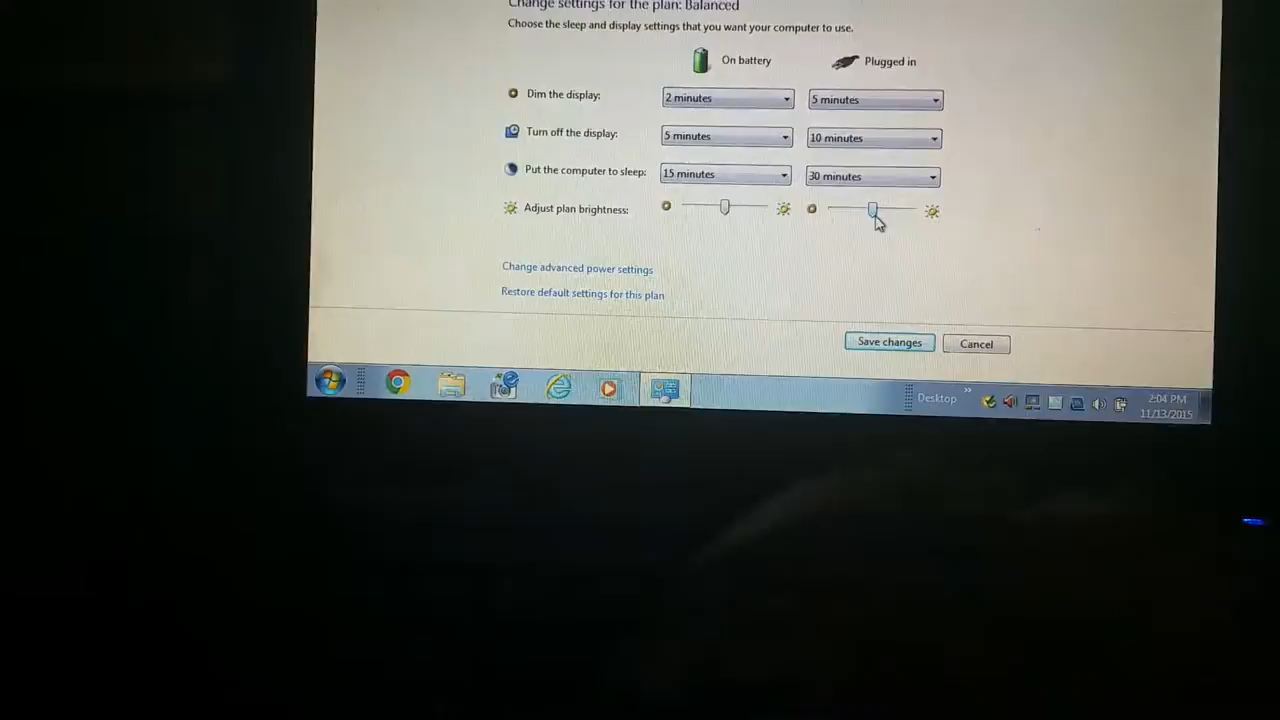 Change settings for the plan: Balanced
Choose the sleep and display settings that you want your computer to use.
On battery Plugged in
Dim the display: 2 minutes 5 minutes
Turn off the display: 5 minutes 10 minutes
Put the computer to sleep: 15 minutes 30 minutes
Adjust plan brightness:
Change advanced power settings
Restore default settings for this plan
Save changes Cancel
Desktop » 2:04 PM
11/13/2015